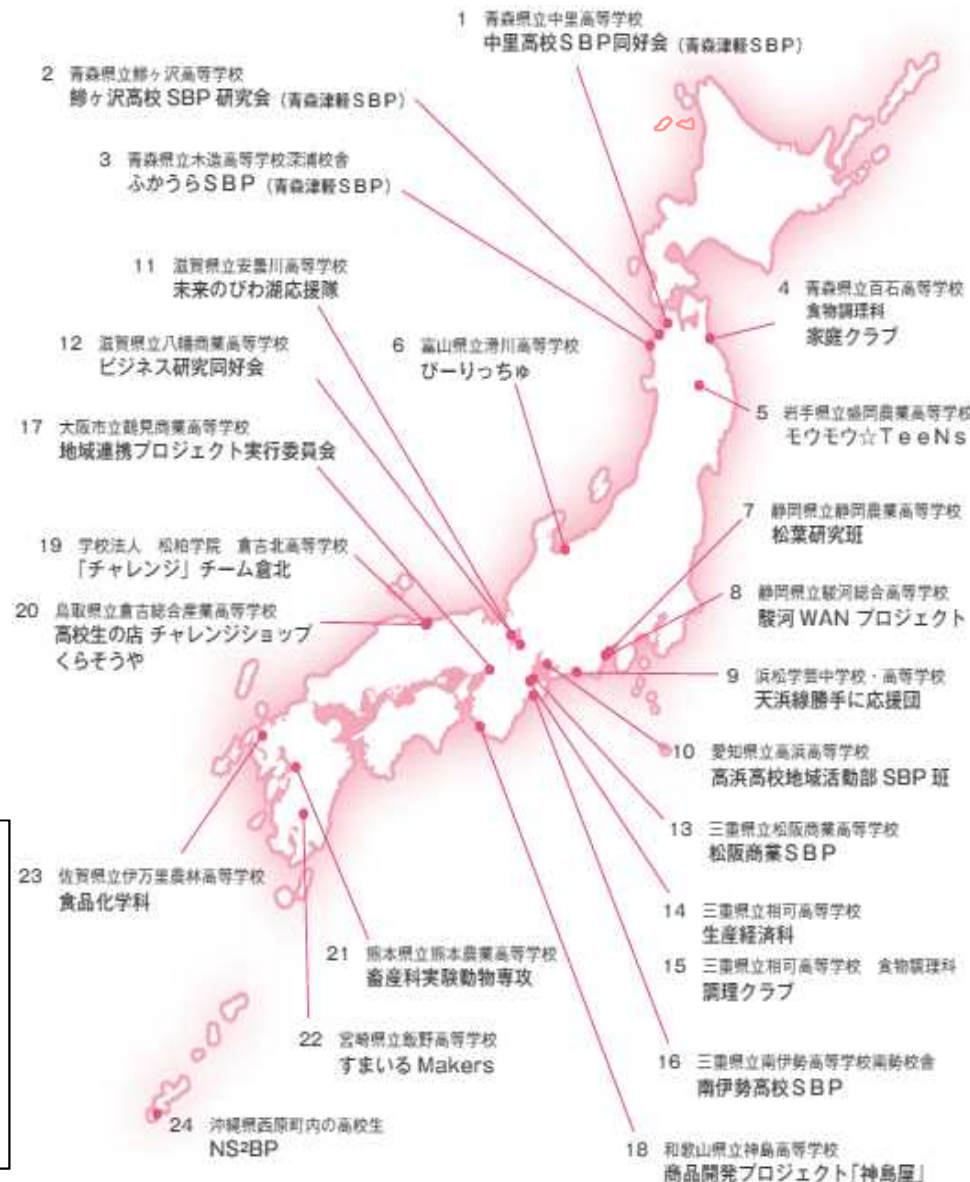 1 青森県立中里高等学校
中里高校SBP同好会 (青森津軽SBP)
2 青森県立鰺ヶ沢高等学校
鰺ヶ沢高校 SBP 研究会 (青森津軽SBP)
3 青森県立木造高等学校深浦校舎
ふかうらSBP (青森津軽SBP)
4 青森県立百石高等学校
食物調理科
家庭クラブ
5 岩手県立盛岡農業高等学校
モウモウ☆TeeNs
6 富山県立滑川高等学校
びーりっちゅ
7 静岡県立静岡農業高等学校
松葉研究班
8 静岡県立駿河総合高等学校
駿河 WAN プロジェクト
9 浜松学芸中学校・高等学校
天浜線勝手に応援団
10 愛知県立高浜高等学校
高浜高校地域活動部 SBP 班
11 滋賀県立安曇川高等学校
未来のびわ湖応援隊
12 滋賀県立八幡商業高等学校
ビジネス研究同好会
13 三重県立松阪商業高等学校
松阪商業SBP
14 三重県立相可高等学校
生産経済科
15 三重県立相可高等学校 食物調理科
調理クラブ
16 三重県立南伊勢高等学校南勢校舎
南伊勢高校SBP
17 大阪市立鶴見商業高等学校
地域連携プロジェクト実行委員会
18 和歌山県立神島高等学校
商品開発プロジェクト「神島屋」
19 学校法人 松柏学院 倉吉北高等学校
「チャレンジ」チーム倉北
20 鳥取県立倉吉総合産業高等学校
高校生の店 チャレンジショップ
くらそうや
21 熊本県立熊本農業高等学校
畜産科実験動物専攻
22 宮崎県立飯野高等学校
すまいる Makers
23 佐賀県立伊万里農林高等学校
食品化学科
24 沖縄県西原町内の高校生
NS²BP